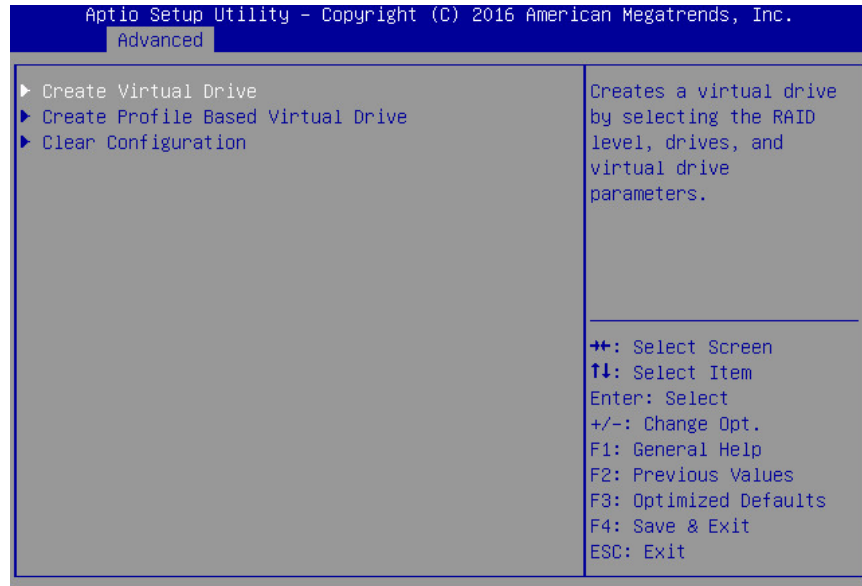 Aptio Setup Utility – Copyright (C) 2016 American Megatrends, Inc.
Advanced
▶ Create Virtual Drive
▶ Create Profile Based Virtual Drive
▶ Clear Configuration
Creates a virtual drive
by selecting the RAID
level, drives, and
virtual drive
parameters.
→←: Select Screen
↑↓: Select Item
Enter: Select
+/-: Change Opt.
F1: General Help
F2: Previous Values
F3: Optimized Defaults
F4: Save & Exit
ESC: Exit